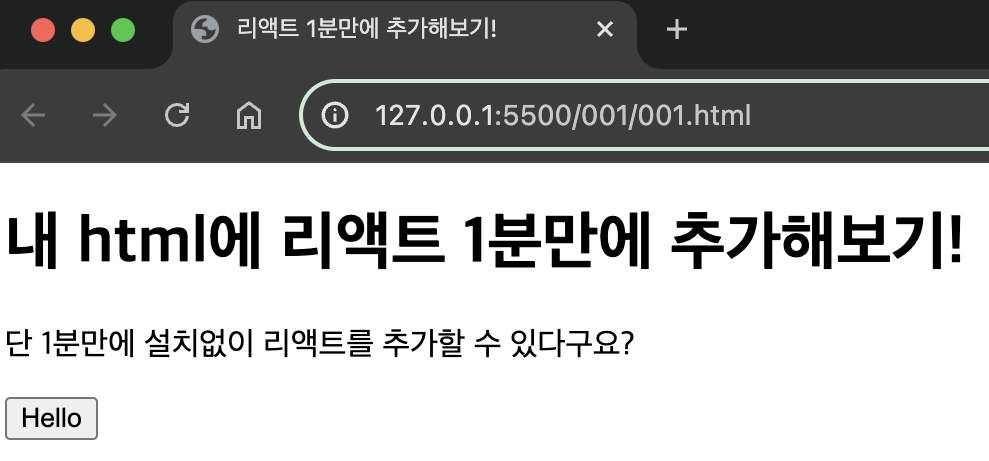 리액트 1분만에 추가해보기!
127.0.0.1:5500/001/001.html
내 html에 리액트 1분만에 추가해보기!
단 1분만에 설치없이 리액트를 추가할 수 있다구요?
Hello